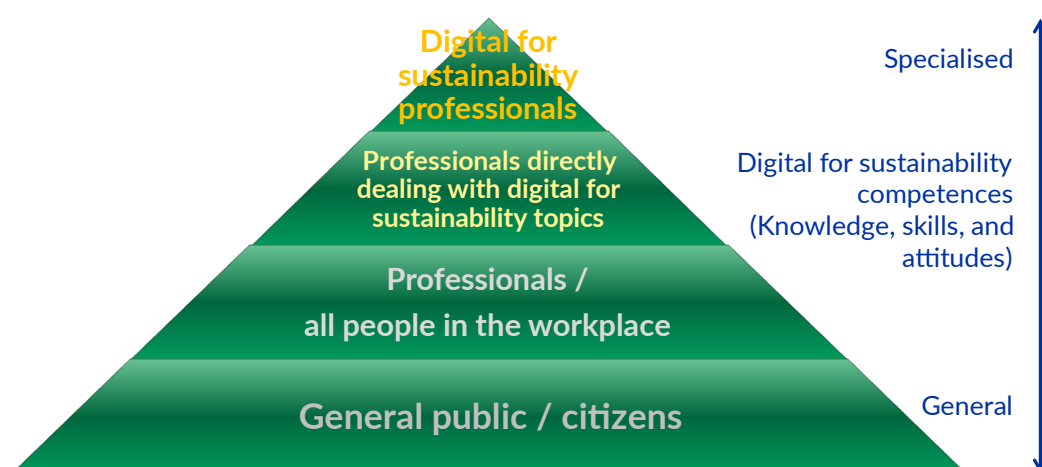 Digital for
sustainability
professionals
Professionals directly
dealing with digital for
sustainability topics
Professionals /
all people in the workplace
General public / citizens
Specialised
Digital for sustainability
competences
(Knowledge, skills, and
attitudes)
General